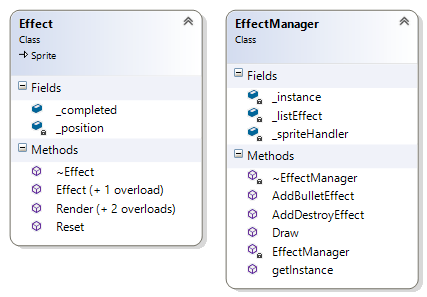 Effect
Class
Sprite
Fields
_completed
_position
Methods
~Effect
Effect (+ 1 overload)
Render (+ 2 overloads)
Reset
EffectManager
Class
Fields
_instance
_listEffect
_spriteHandler
Methods
~EffectManager
AddBulletEffect
AddDestroyEffect
Draw
EffectManager
getInstance